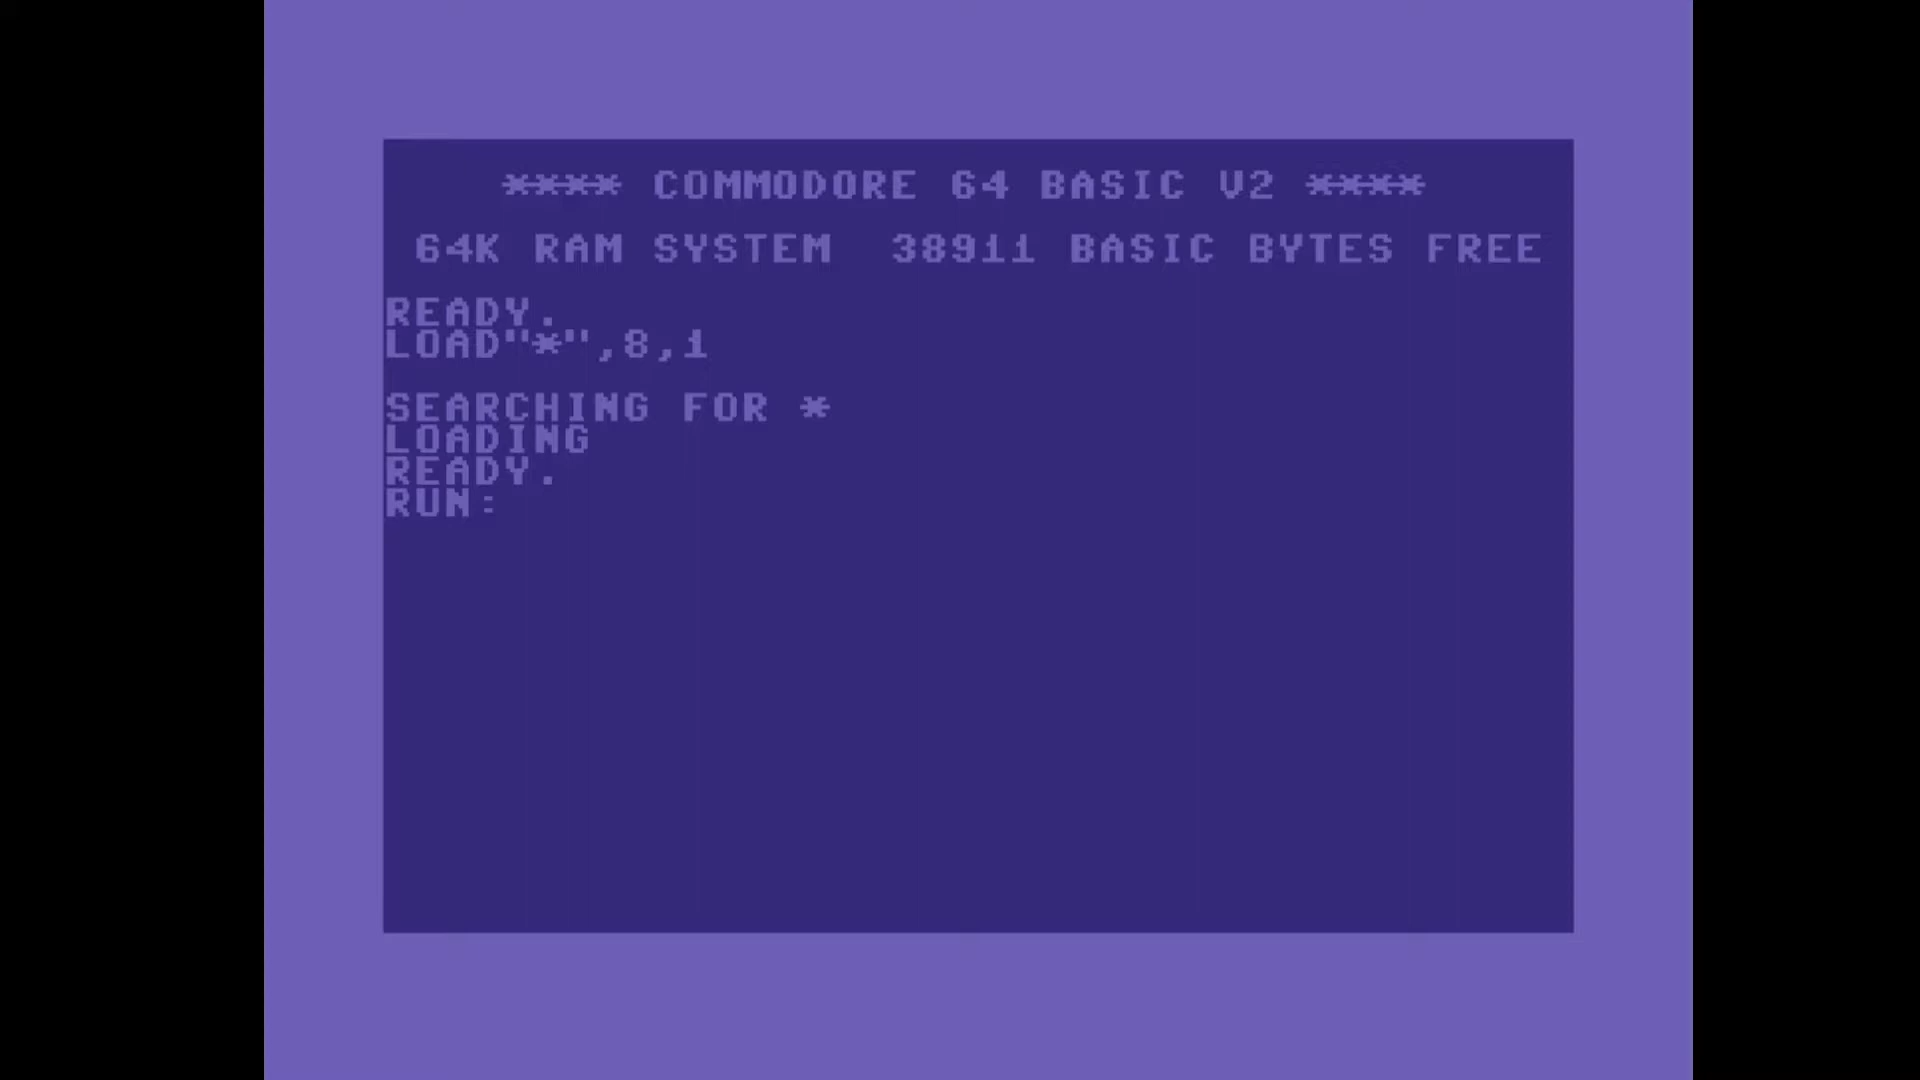 **** COMMODORE 64 BASIC V2 ****
64K RAM SYSTEM  38911 BASIC BYTES FREE
READY.
LOAD"*",8,1
SEARCHING FOR *
LOADING
READY.
RUN: